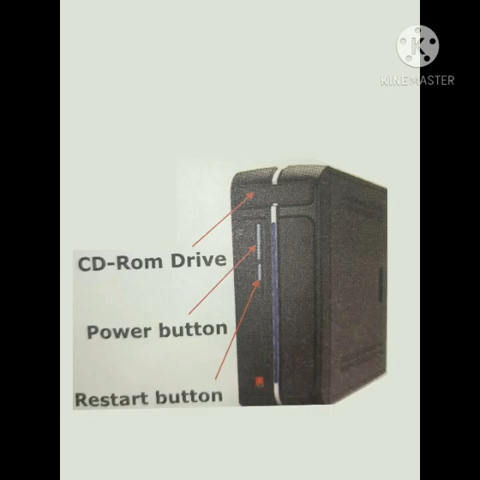 K
KINEMASTER
CD-Rom Drive
Power button
Restart button